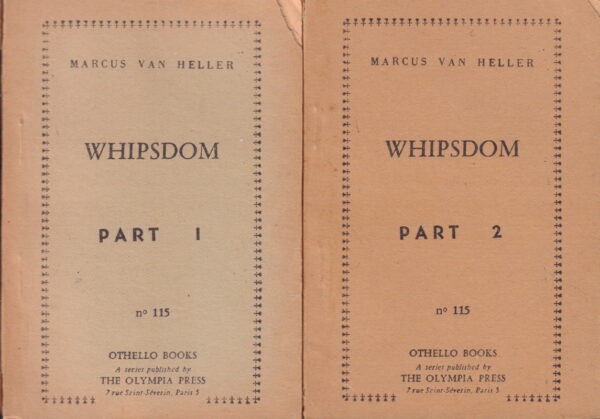 MARCUS VAN HELLER
WHIPSDOM
PART 1
nº 115
OTHELLO BOOKS
A series published by
THE OLYMPIA PRESS
7 rue Saint-Séverin, Paris 5
MARCUS VAN HELLER
WHIPSDOM
PART 2
nº 115
OTHELLO BOOKS
A series published by
THE OLYMPIA PRESS
7 rue Saint-Séverin, Paris 5